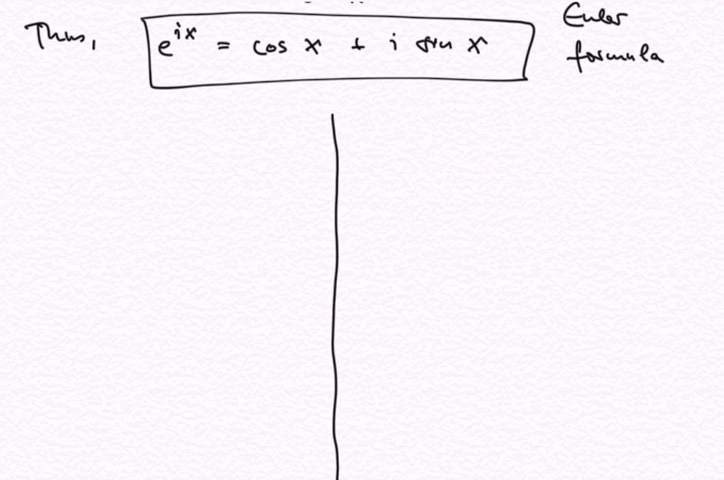 Thus, e^{ix} = cos x + i sin x Euler
formula